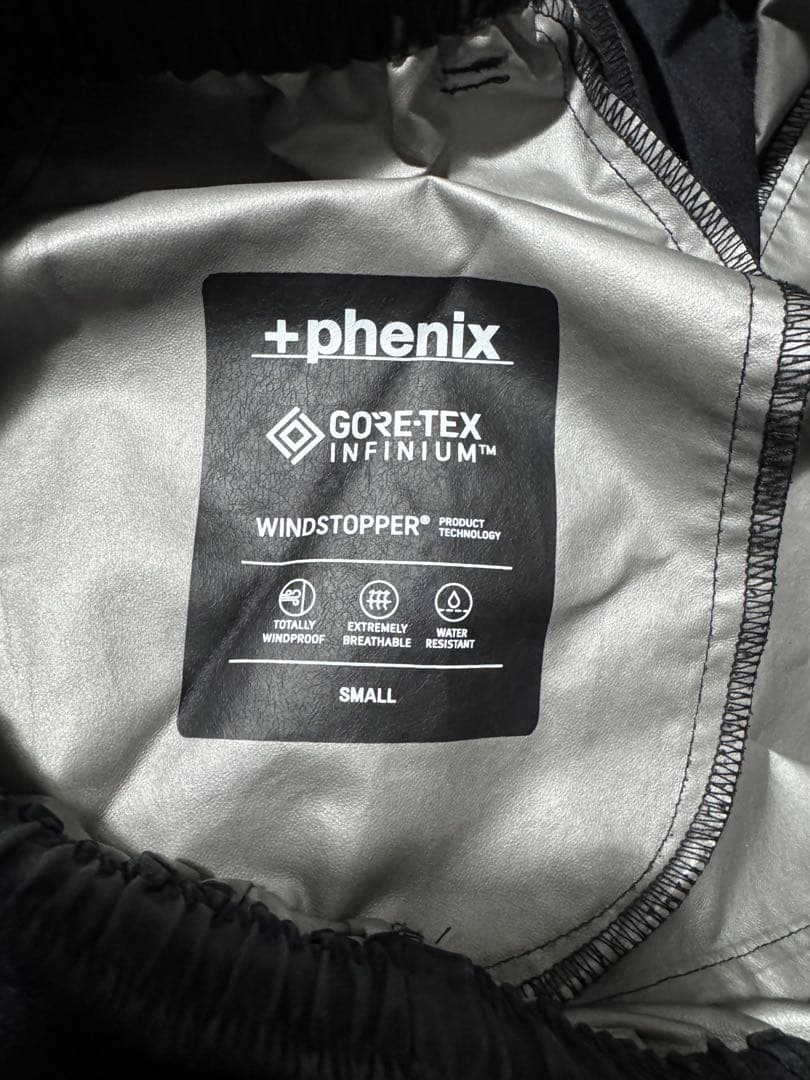 +phenix
GORE-TEX
INFINIUM™
WINDSTOPPER® PRODUCT
TECHNOLOGY
TOTALLY
WINDPROOF
EXTREMELY
BREATHABLE
WATER
RESISTANT
SMALL